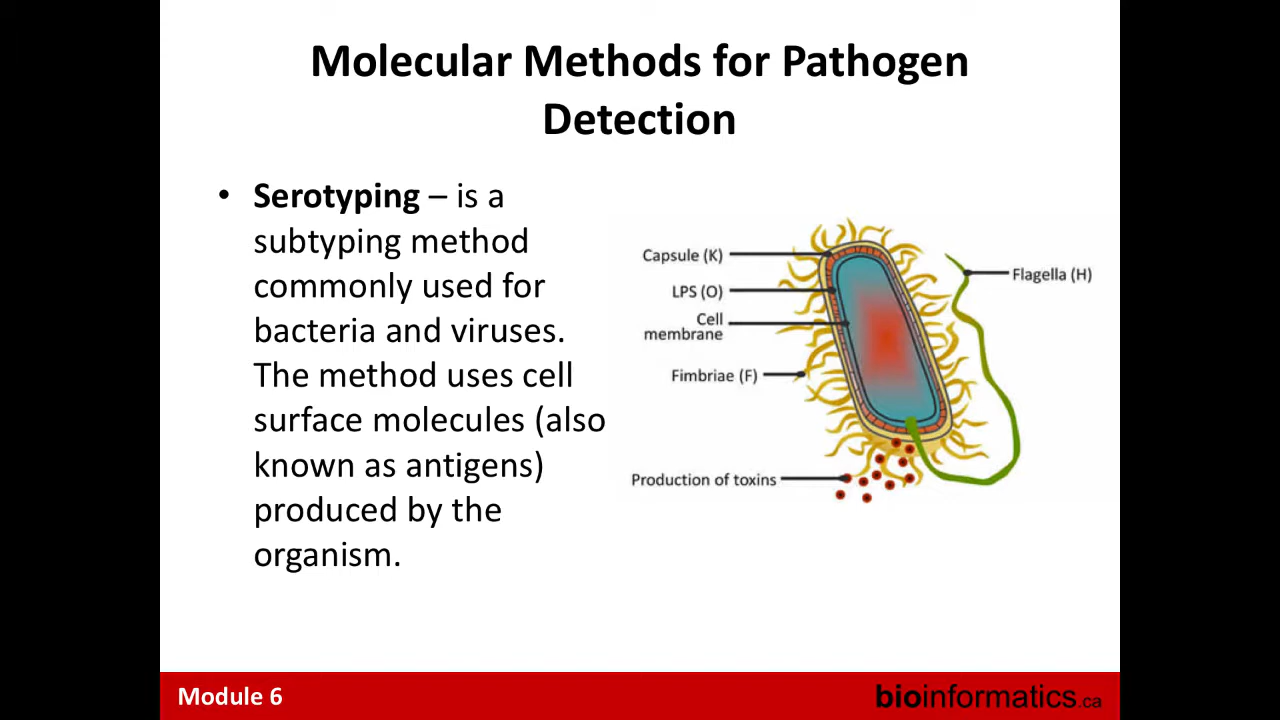 Molecular Methods for Pathogen
Detection
• Serotyping – is a
subtyping method
commonly used for
bacteria and viruses.
The method uses cell
surface molecules (also
known as antigens)
produced by the
organism.
Capsule (K)
LPS (O)
Cell
membrane
Fimbriae (F)
Production of toxins
Flagella (H)
Module 6
bioinformatics.ca